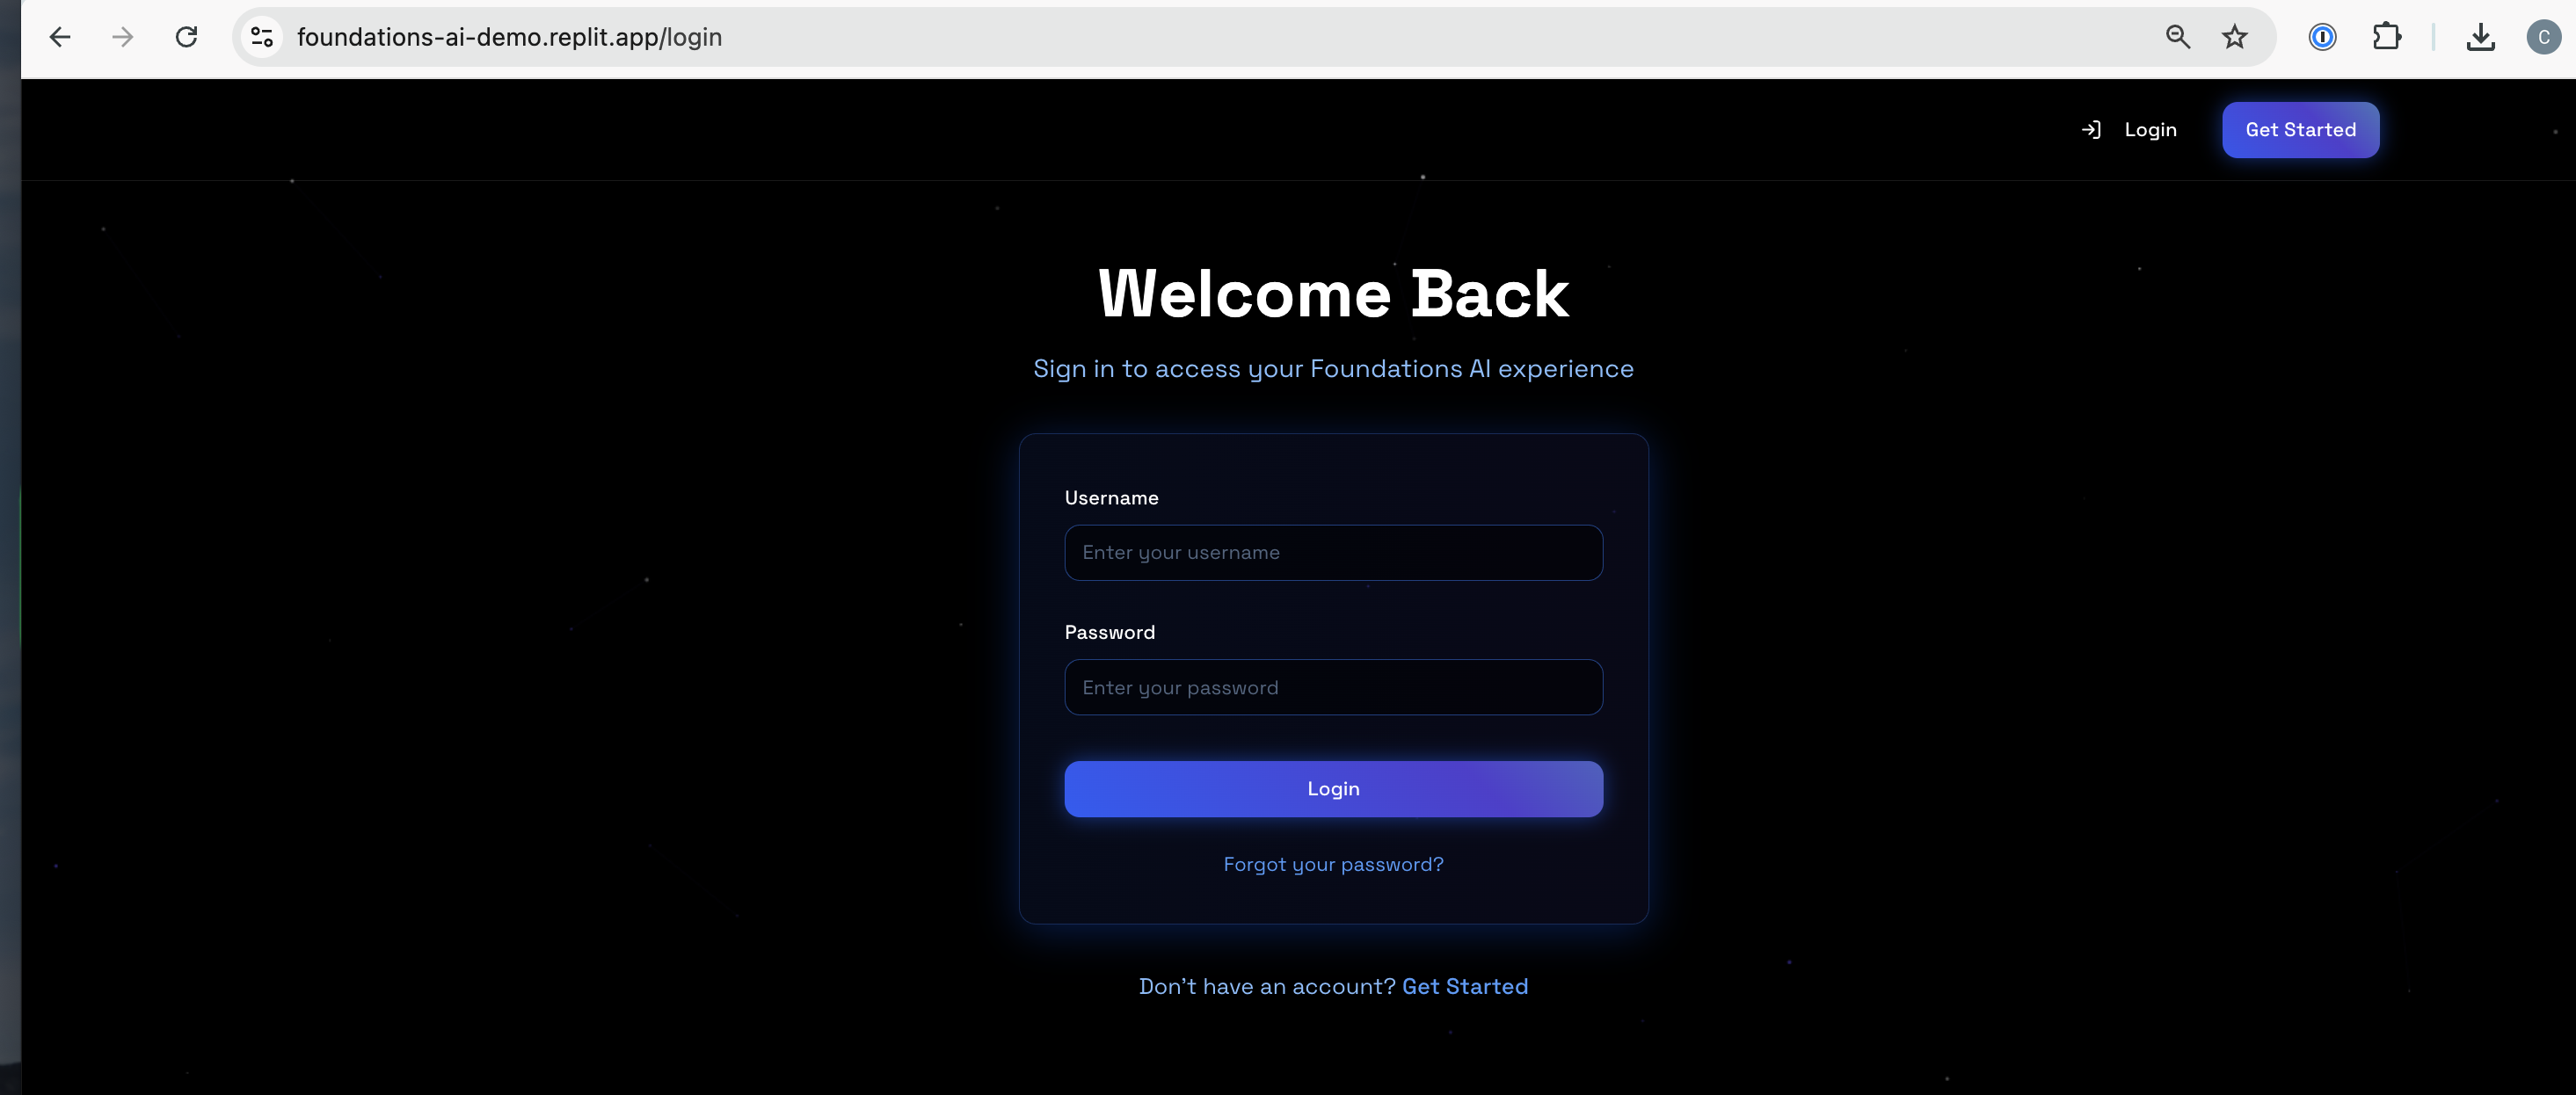 foundations-ai-demo.replit.app/login
C
Login
Get Started
Welcome Back
Sign in to access your Foundations AI experience
Username
Enter your username
Password
Enter your password
Login
Forgot your password?
Don't have an account? Get Started